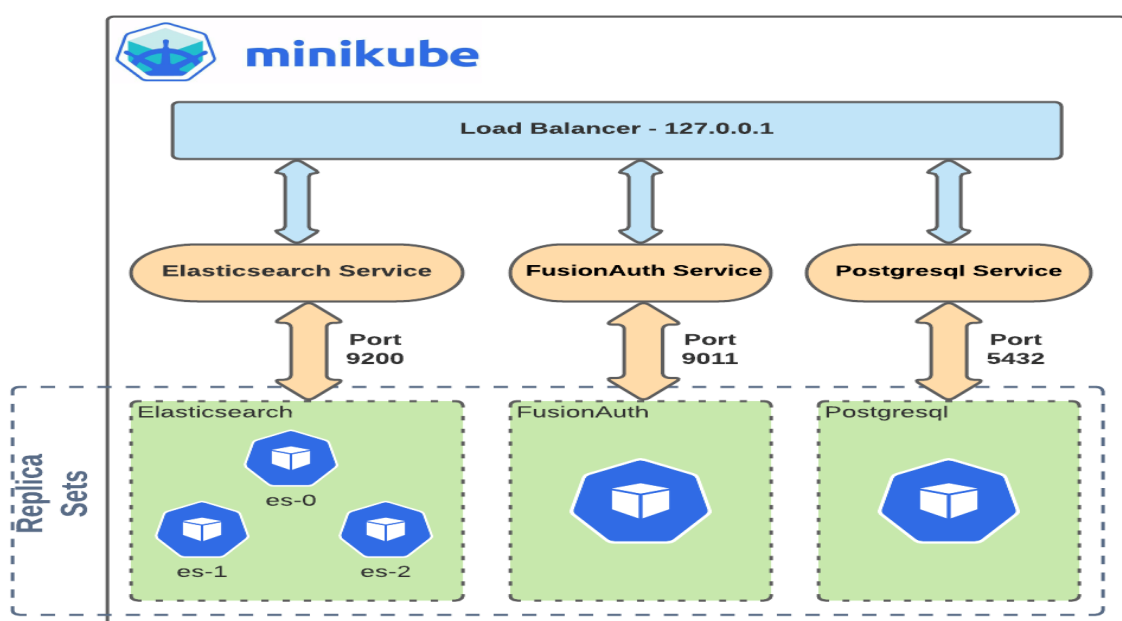 minikube
Load Balancer - 127.0.0.1
Elasticsearch Service
FusionAuth Service
Postgresql Service
Port
9200
Port
9011
Port
5432
Replica
Sets
Elasticsearch
es-0
es-1
es-2
FusionAuth
Postgresql